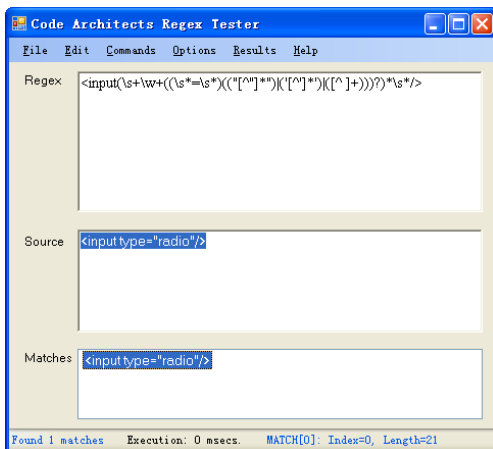 Code Architects Regex Tester
File Edit Commands Options Results Help
Regex
<input(\s+\w+((\s*=\s*)(("[^"]*")|('[^']*')|([^ ]+)))?)*\s*/>
Source
<input type="radio"/>
Matches
<input type="radio"/>
Found 1 matches Execution: 0 msecs. MATCH[0]: Index=0, Length=21